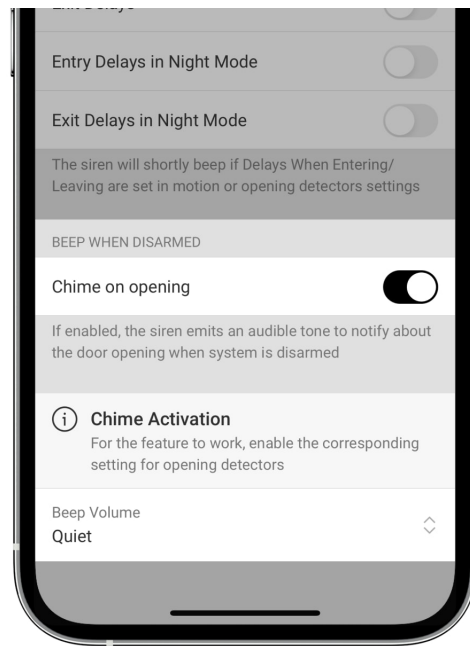 Exit Delays
Entry Delays in Night Mode
Exit Delays in Night Mode
The siren will shortly beep if Delays When Entering/
Leaving are set in motion or opening detectors settings
BEEP WHEN DISARMED
Chime on opening
If enabled, the siren emits an audible tone to notify about
the door opening when system is disarmed
Chime Activation
For the feature to work, enable the corresponding
setting for opening detectors
Beep Volume
Quiet